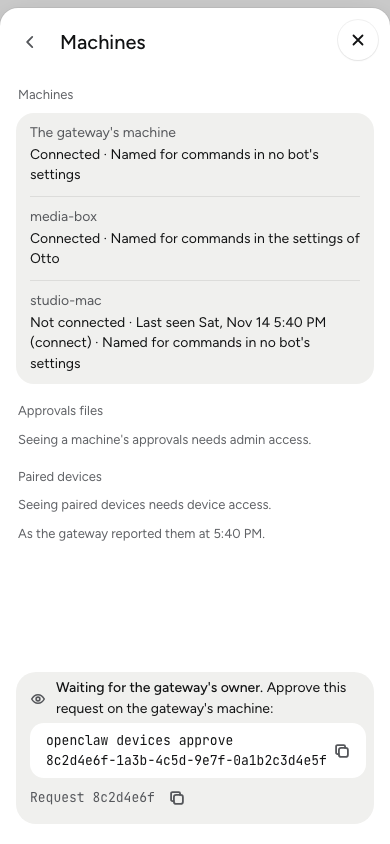 Machines
Machines
The gateway's machine
Connected · Named for commands in no bot's
settings
media-box
Connected · Named for commands in the settings of
Otto
studio-mac
Not connected · Last seen Sat, Nov 14 5:40 PM
(connect) · Named for commands in no bot's
settings
Approvals files
Seeing a machine's approvals needs admin access.
Paired devices
Seeing paired devices needs device access.
As the gateway reported them at 5:40 PM.
Waiting for the gateway's owner. Approve this
request on the gateway's machine:
openclaw devices approve
8c2d4e6f-1a3b-4c5d-9e7f-0a1b2c3d4e5f
Request 8c2d4e6f